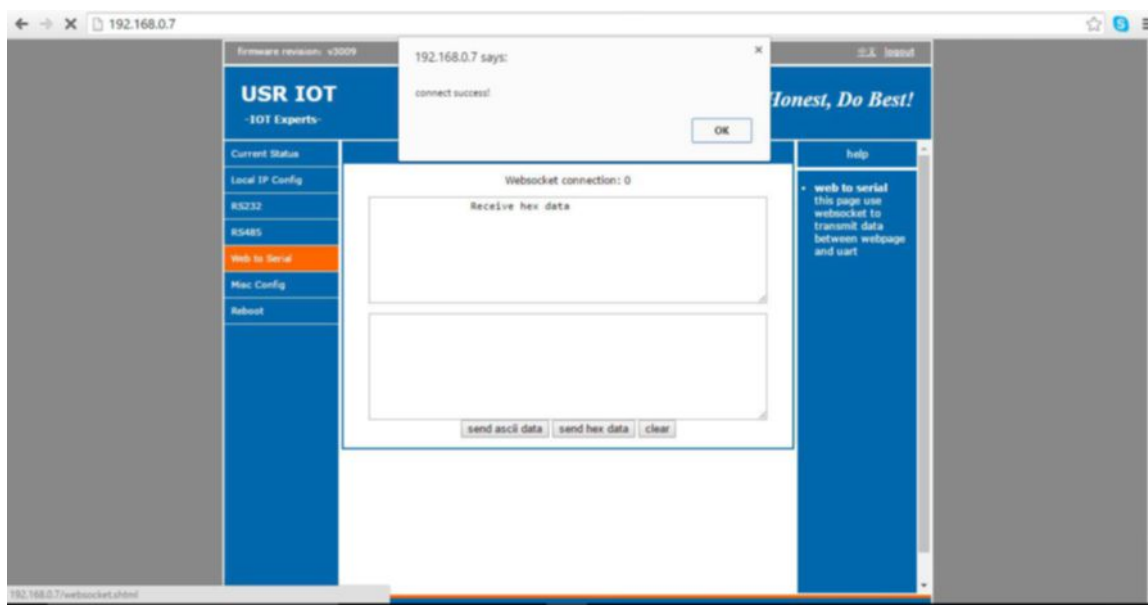 192.168.0.7
firmware revision: v3009
中文 logout
192.168.0.7 says:
connect success!
OK
USR IOT
-IOT Experts-
Honest, Do Best!
Current Status
Local IP Config
RS232
RS485
Web to Serial
Misc Config
Reboot
Websocket connection: 0
Receive hex data
send ascii data
send hex data
clear
help
web to serial
this page use
websocket to
transmit data
between webpage
and uart
192.168.0.7/websocket.shtml